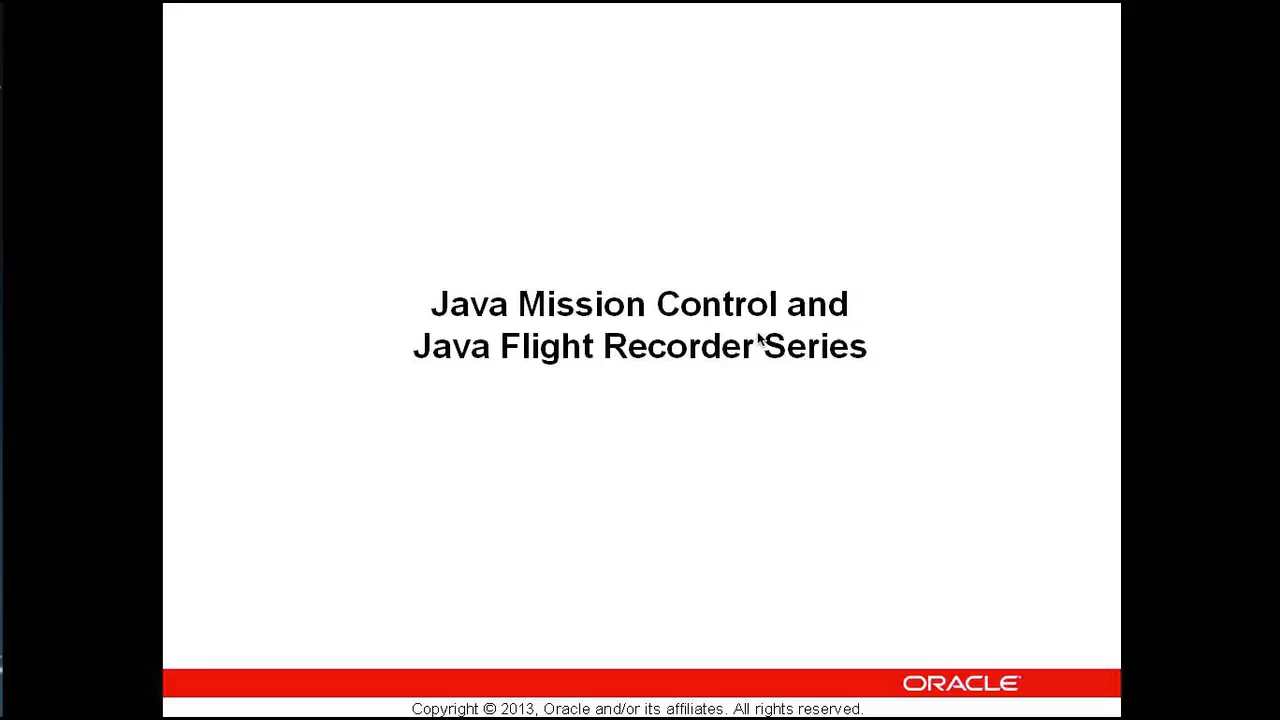 Java Mission Control and
Java Flight Recorder Series
ORACLE
Copyright © 2013, Oracle and/or its affiliates. All rights reserved.